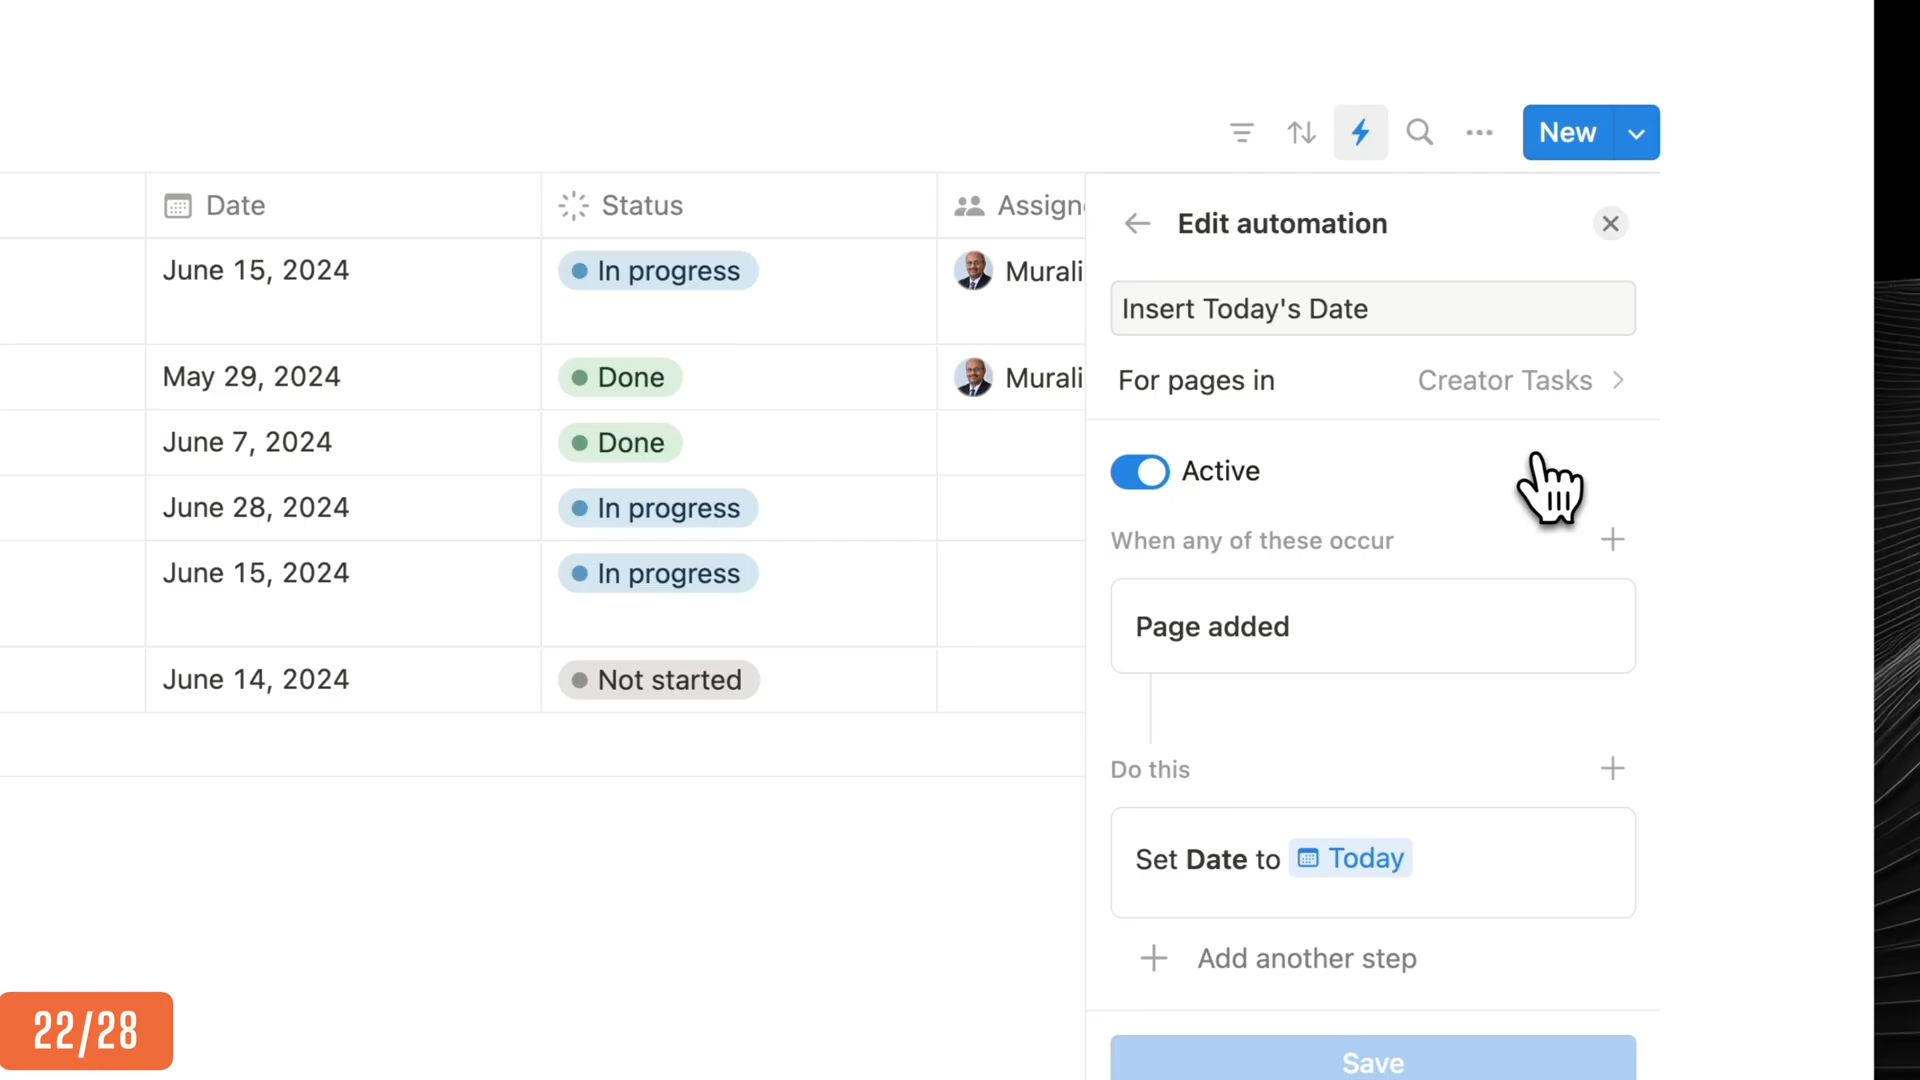 New
Date
Status
Assign
Edit automation
June 15, 2024
In progress
Murali
Insert Today's Date
For pages in
Creator Tasks
May 29, 2024
Done
Murali
June 7, 2024
Done
Active
June 28, 2024
In progress
When any of these occur
June 15, 2024
In progress
Page added
June 14, 2024
Not started
Do this
Set Date to Today
Add another step
22/28
Save